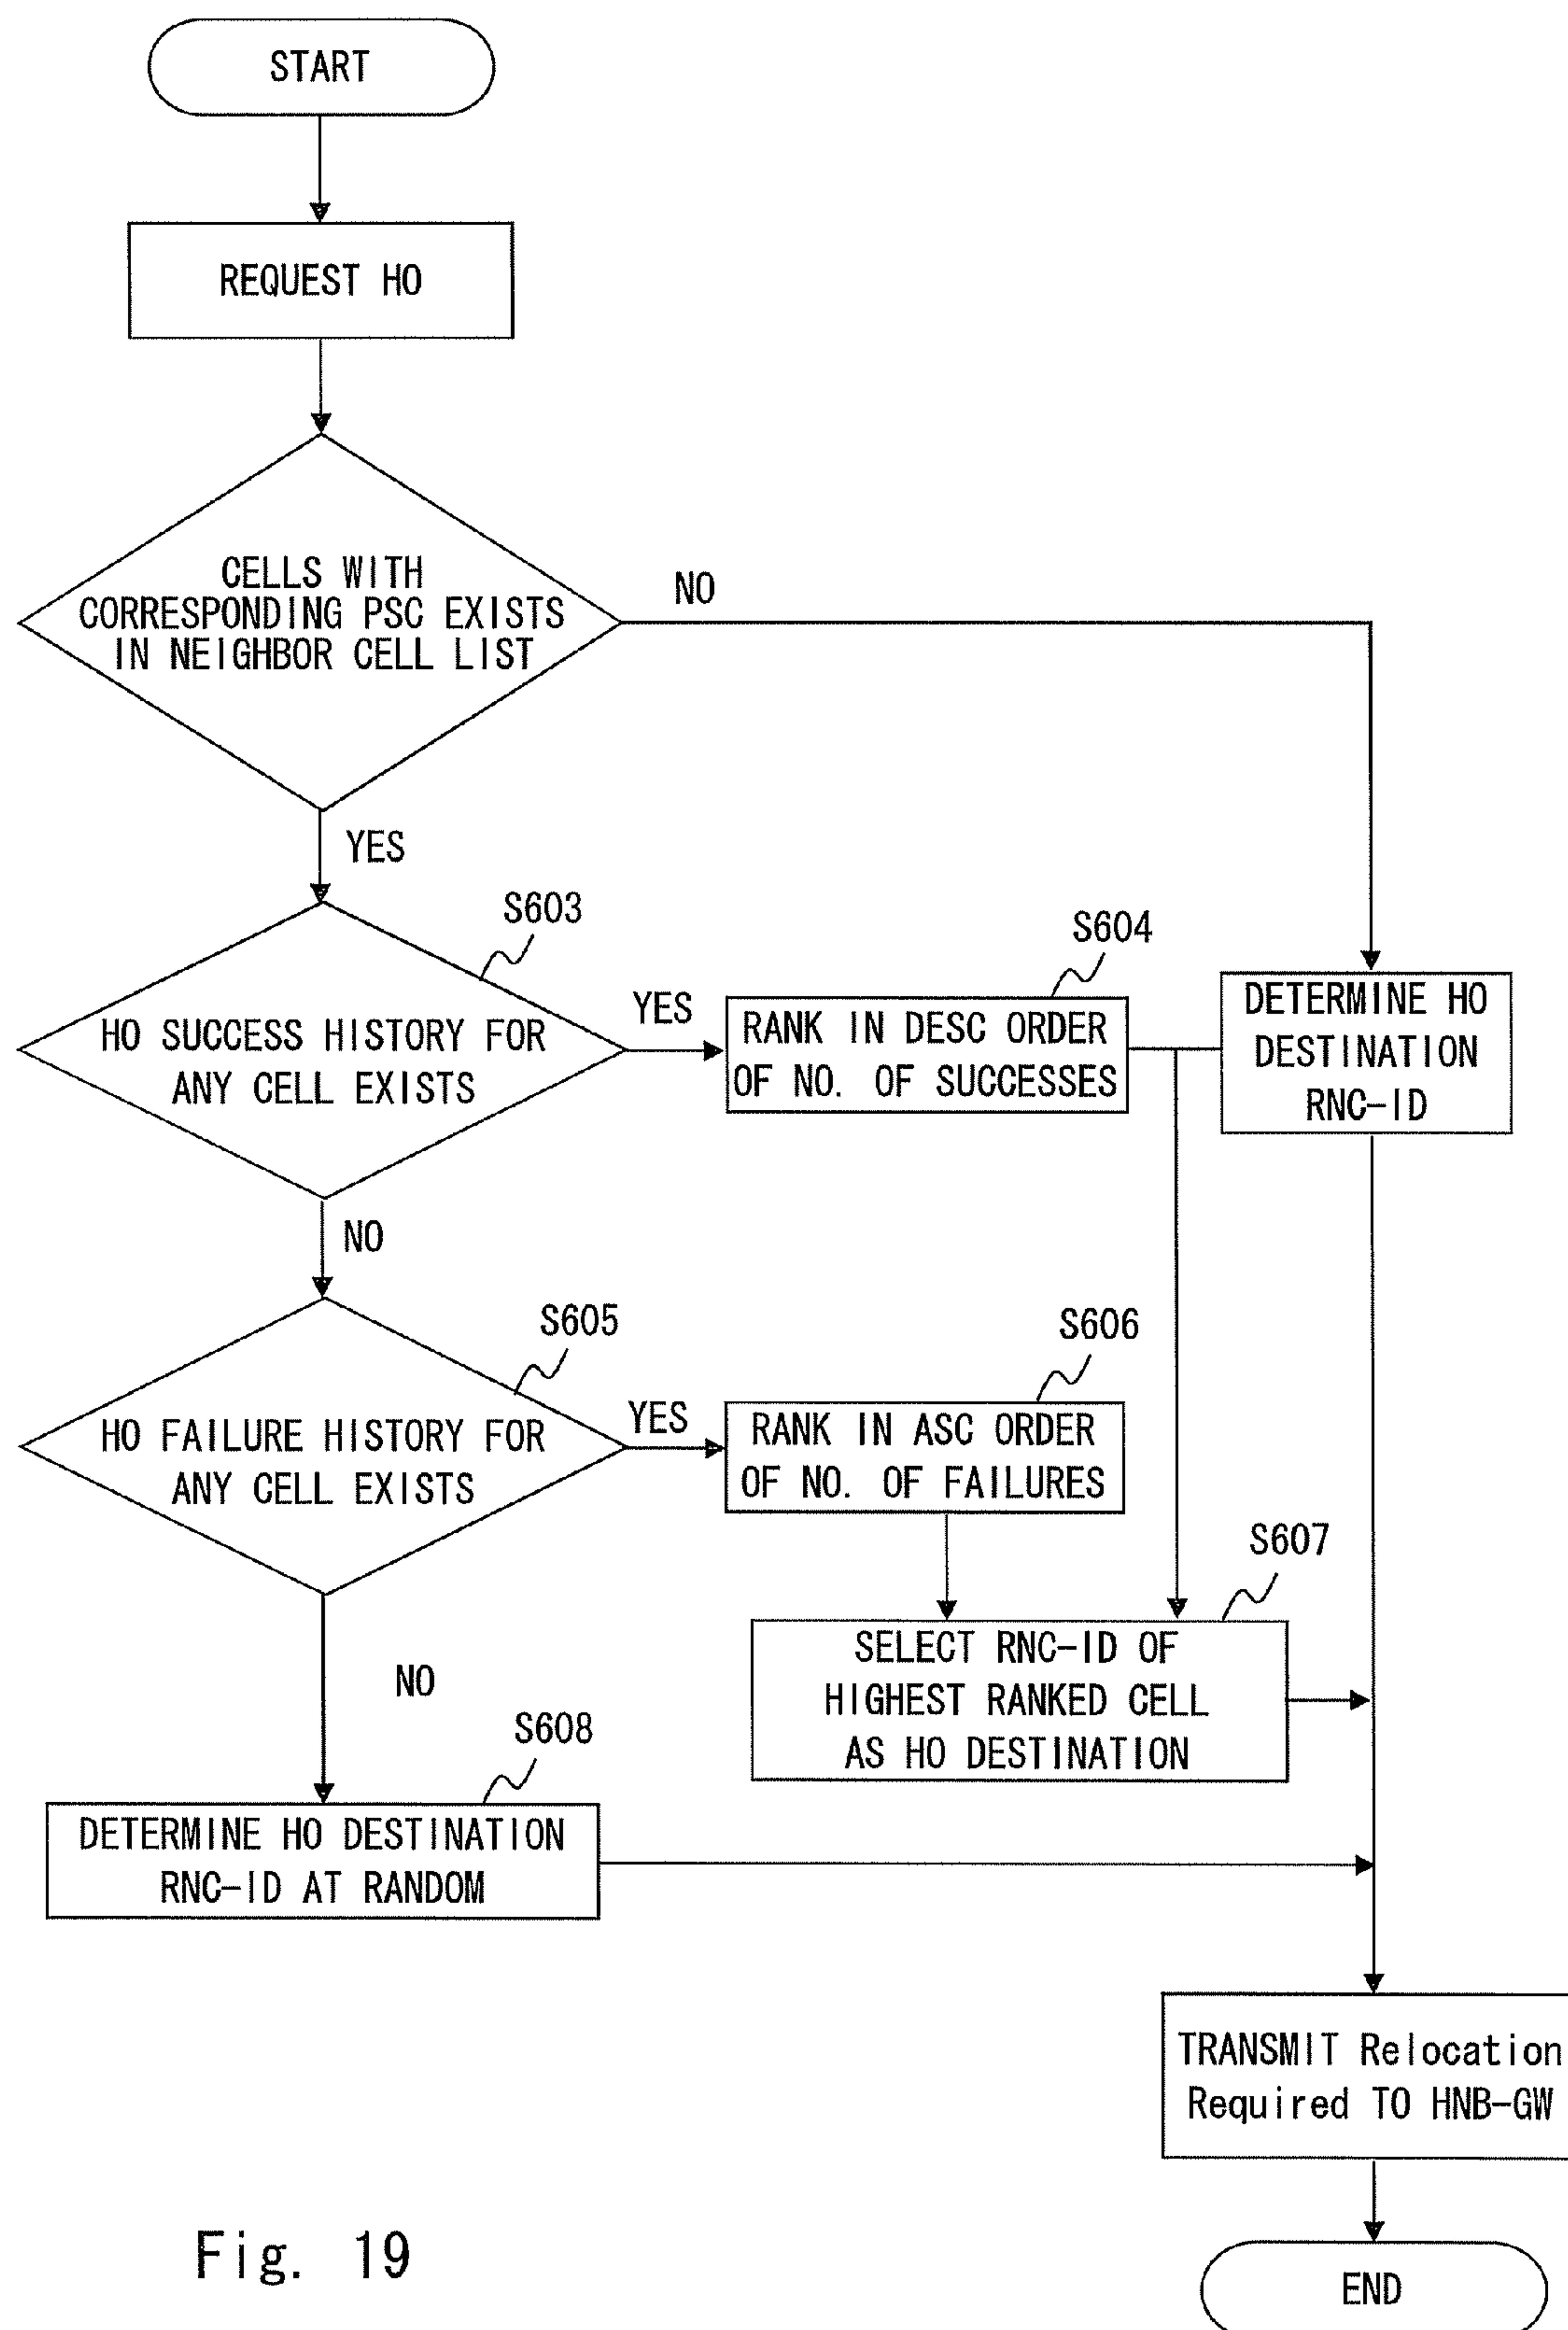 START
REQUEST HO
CELLS WITH
CORRESPONDING PSC EXISTS
IN NEIGHBOR CELL LIST
NO
YES
S603
HO SUCCESS HISTORY FOR
ANY CELL EXISTS
YES
S604
RANK IN DESC ORDER
OF NO. OF SUCCESSES
DETERMINE HO
DESTINATION
RNC-ID
NO
S605
HO FAILURE HISTORY FOR
ANY CELL EXISTS
YES
S606
RANK IN ASC ORDER
OF NO. OF FAILURES
S607
SELECT RNC-ID OF
HIGHEST RANKED CELL
AS HO DESTINATION
NO
S608
DETERMINE HO DESTINATION
RNC-ID AT RANDOM
TRANSMIT Relocation
Required TO HNB-GW
END
Fig. 19